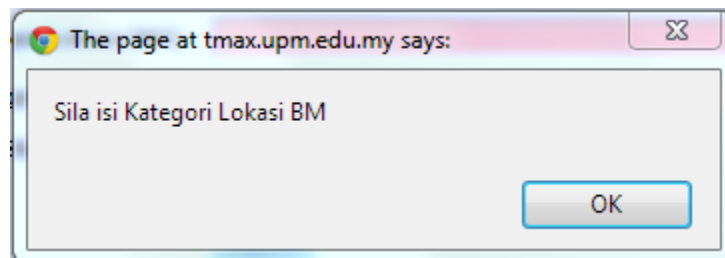 The page at tmax.upm.edu.my says:
Sila isi Kategori Lokasi BM
OK